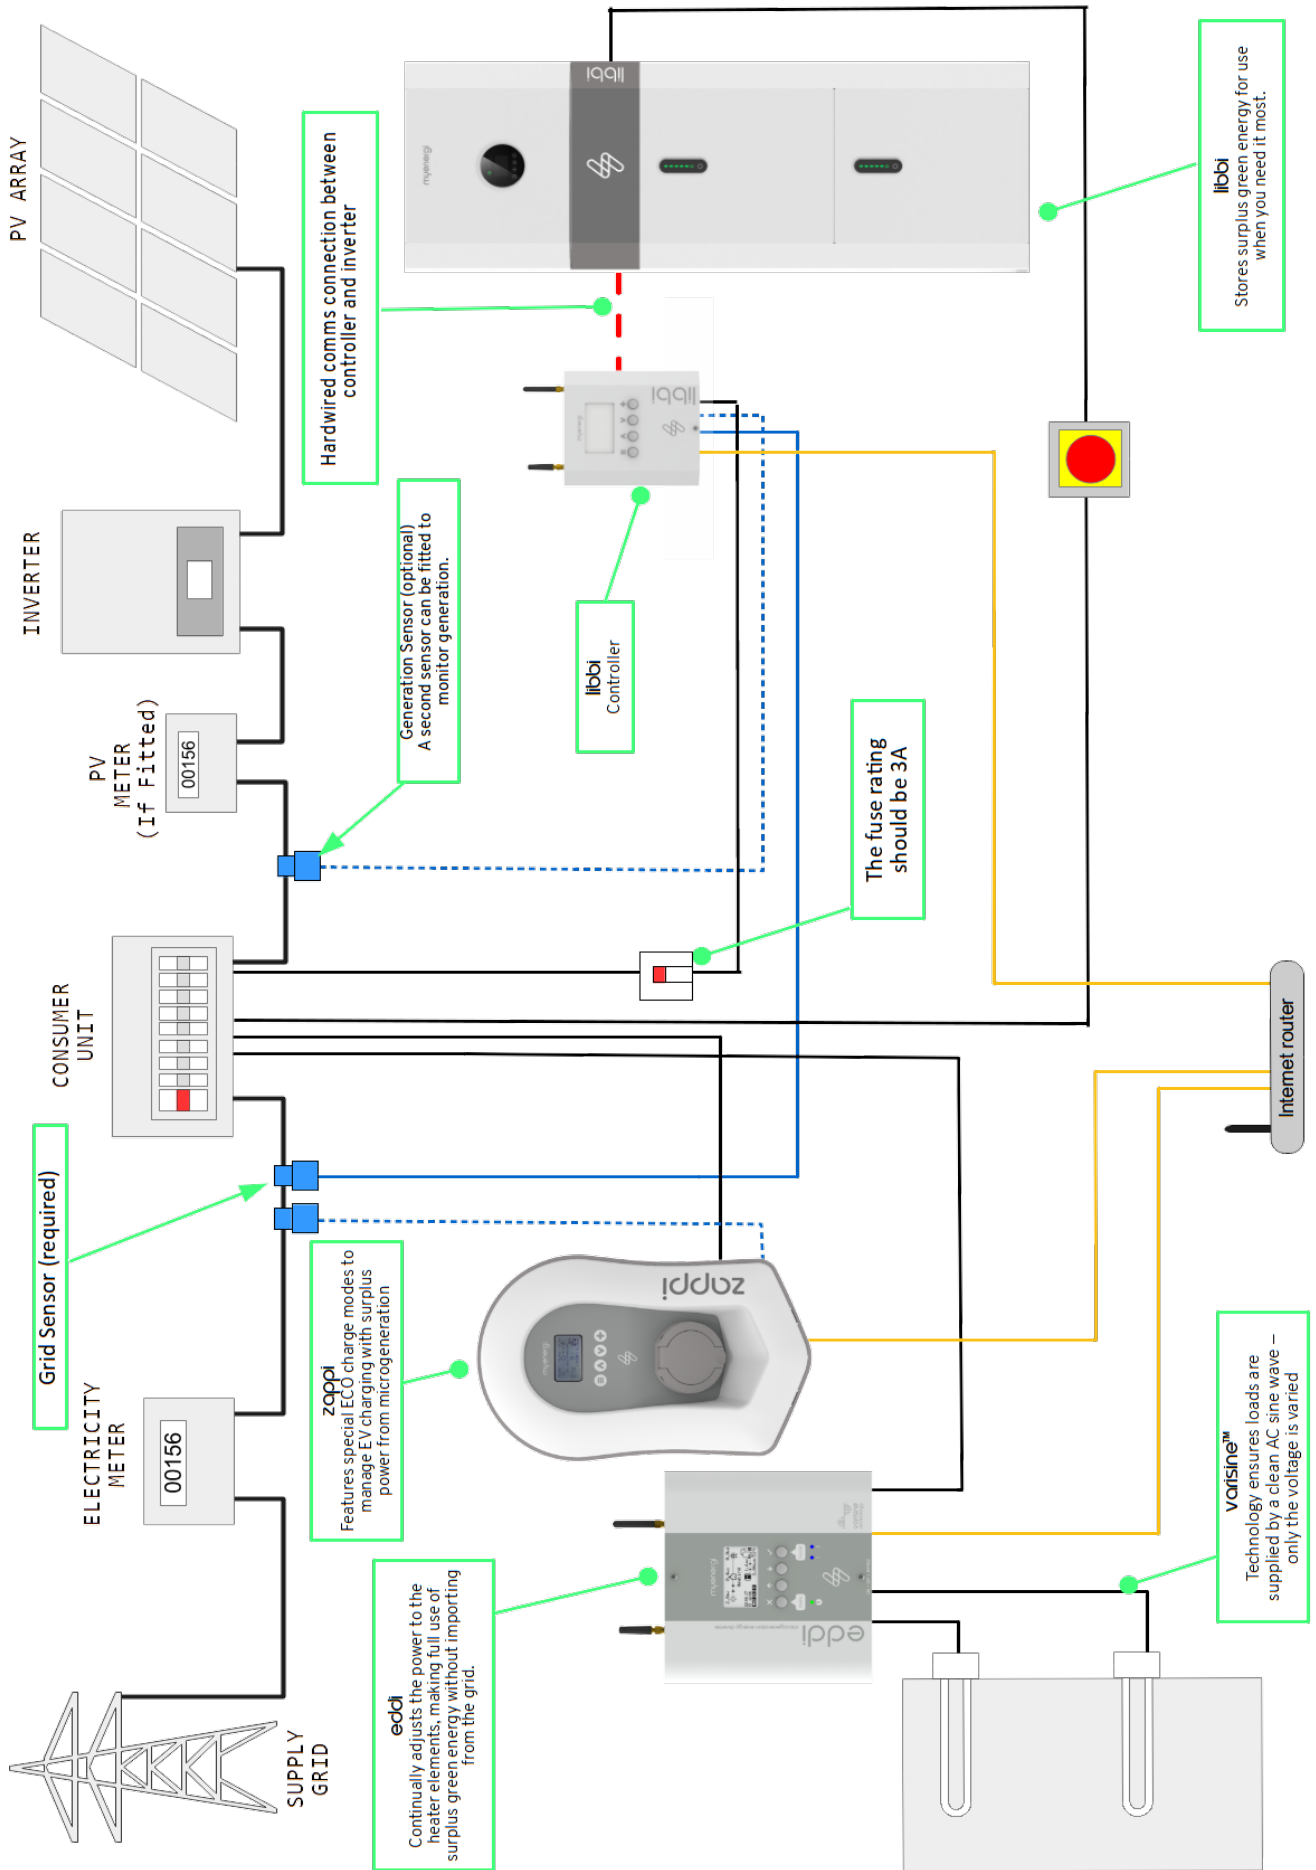 SUPPLY
GRID
ELECTRICITY
METER
00156
Grid Sensor (required)
CONSUMER
UNIT
PV
METER
(If Fitted)
00156
INVERTER
PV ARRAY
eddi
Continually adjusts the power to the
heater elements, making full use of
surplus green energy without importing
from the grid.
zappi
Features special ECO charge modes to
manage EV charging with surplus
power from microgeneration
Generation Sensor (optional)
A second sensor can be fitted to
monitor generation.
Hardwired comms connection between
controller and inverter
myenergi
libbi
myenergi
libbi
libbi
Controller
The fuse rating
should be 3A
myenergi
zappi
myenergi
eddi
varisine™
Technology ensures loads are
supplied by a clean AC sine wave –
only the voltage is varied
Internet router
libbi
Stores surplus green energy for use
when you need it most.